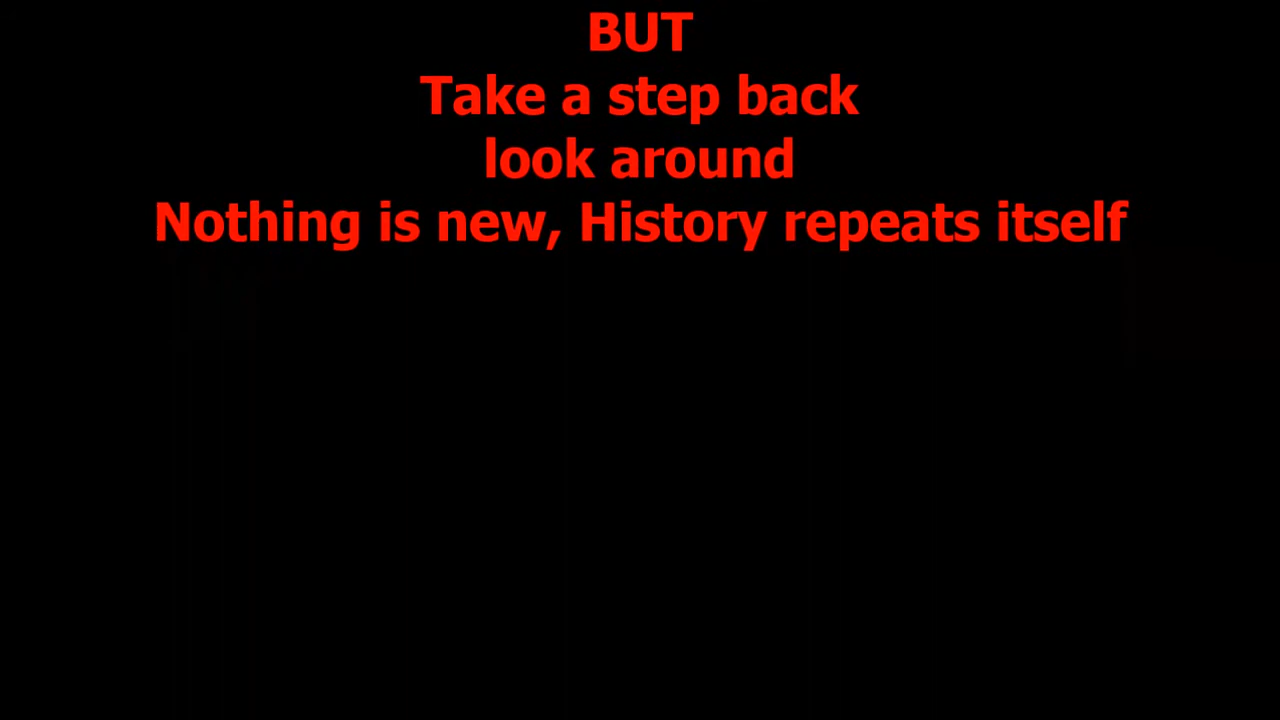 BUT
Take a step back
look around
Nothing is new, History repeats itself